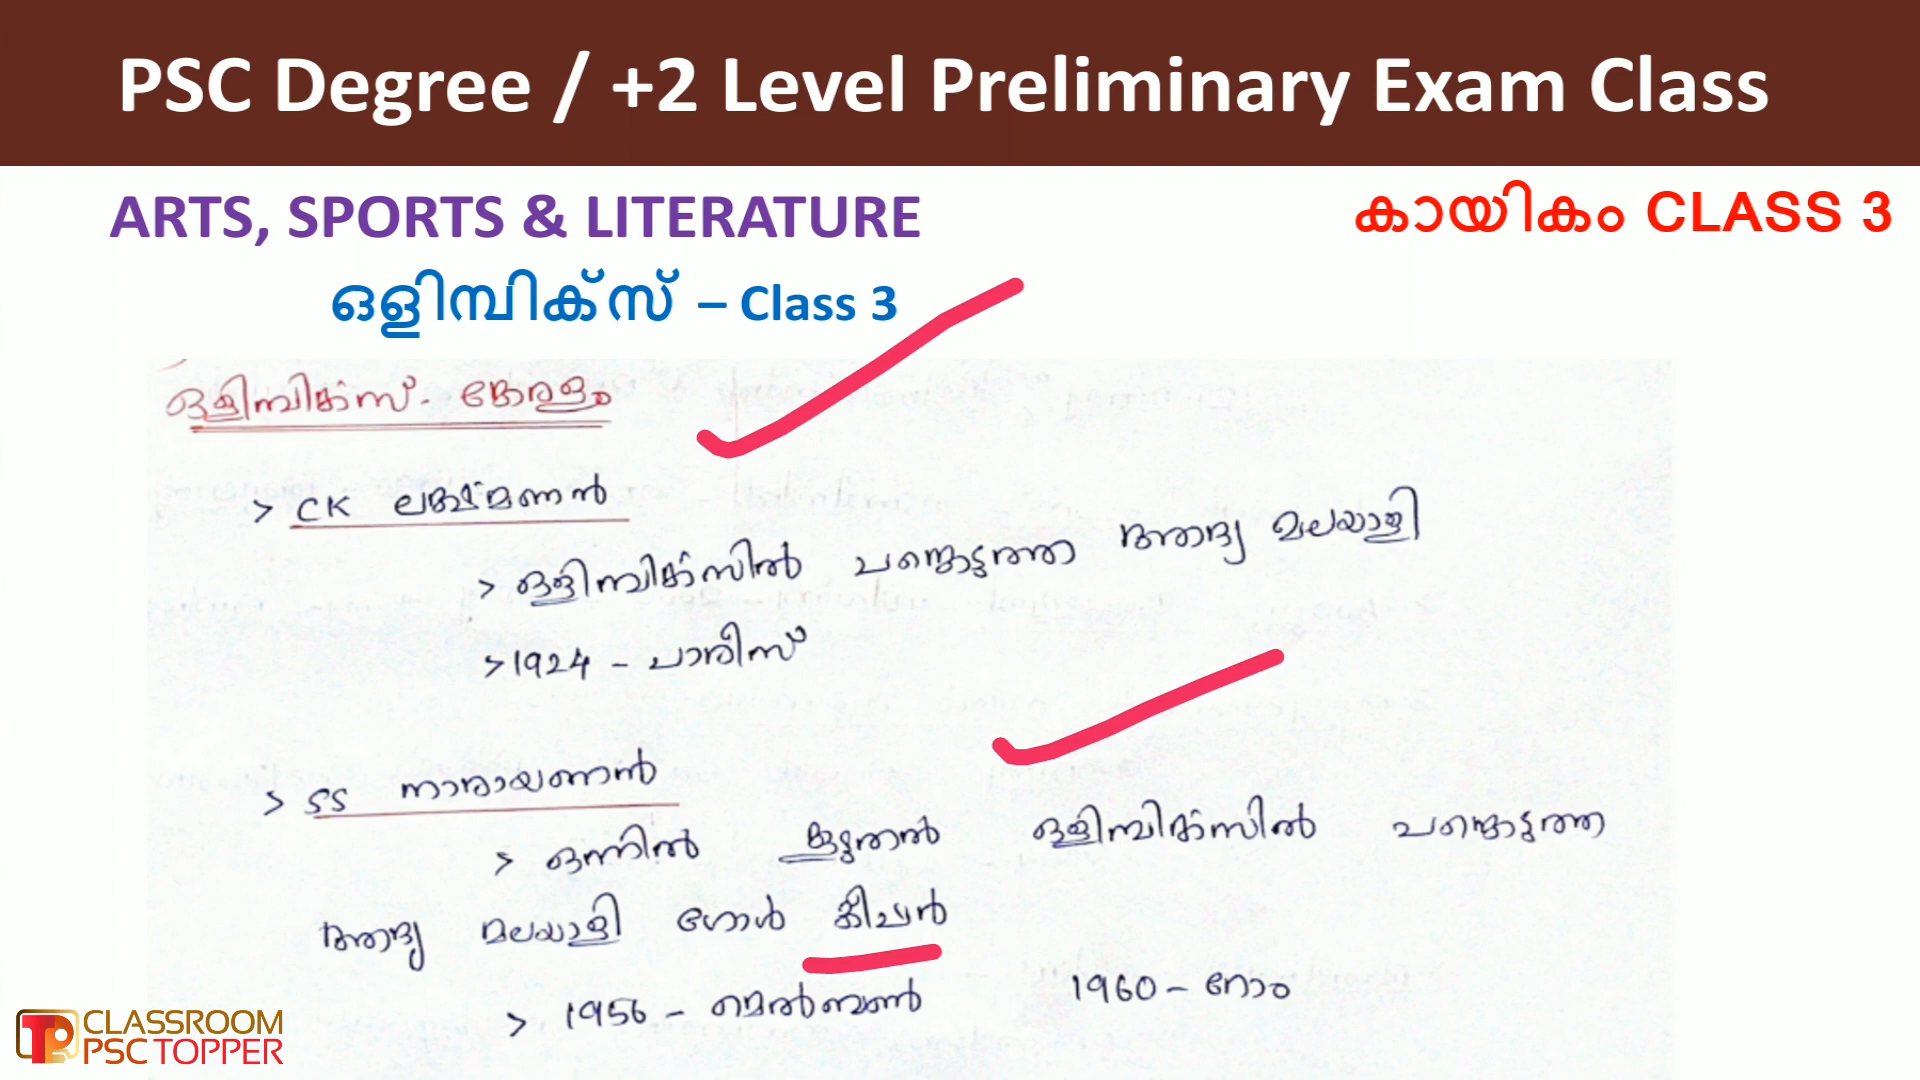 PSC Degree / +2 Level Preliminary Exam Class
ARTS, SPORTS & LITERATURE
കായികം CLASS 3
ഒളിമ്പിക്സ് – Class 3
ഒളിമ്പിക്സ് - കേരളം
> CK ലക്ഷ്മണൻ
> ഒളിമ്പിക്സിൽ പങ്കെടുത്ത ആദ്യ മലയാളി
> 1924 - പാരീസ്
> SS നാരായണൻ
> ഒന്നിൽ കൂടുതൽ ഒളിമ്പിക്സിൽ പങ്കെടുത്ത
ആദ്യ മലയാളി ഗോൾ കീപ്പർ
> 1956 - മെൽബൺ 1960 - റോം
CLASSROOM
PSC TOPPER